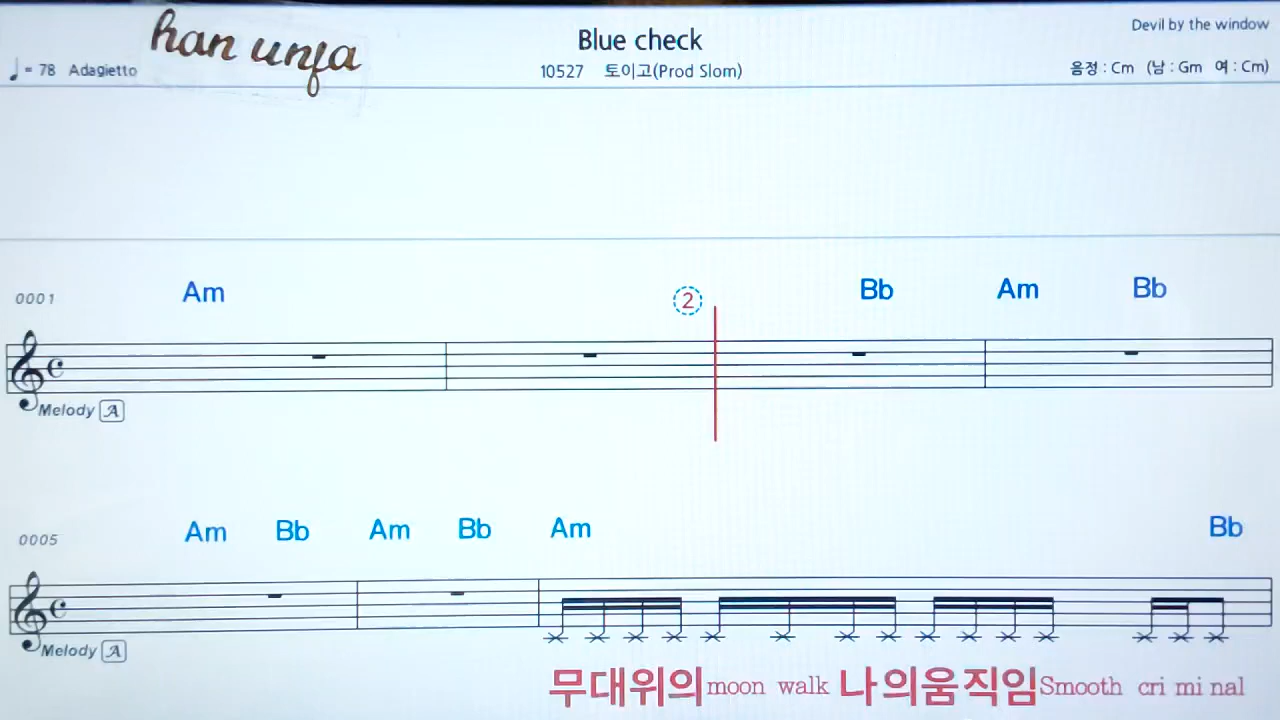 han unfa
Blue check
Devil by the window
♩= 78 Adagietto
10527 토이고(Prod Slom)
음정 : Cm (남 : Gm 여 : Cm)
0001 Am ② Bb Am Bb
Melody A
0005 Am Bb Am Bb Am Bb
Melody A
무대위의 moon walk 나의움직임 Smooth cri mi nal